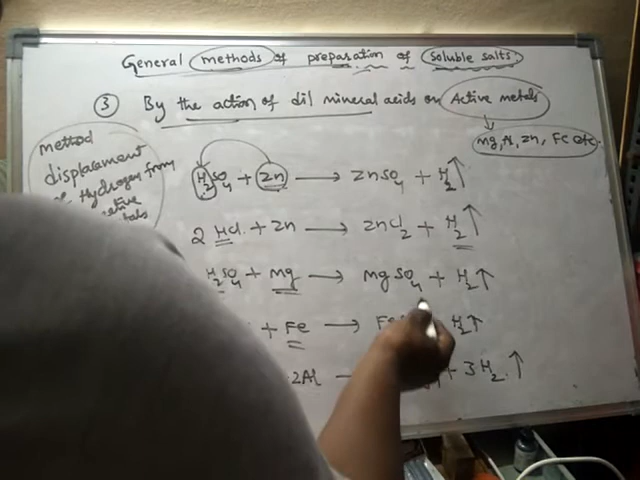 General methods of preparation of soluble salts
③ By the action of dil mineral acids on Active metals
Mg, Al, Zn, Fe etc.
method
displacement
of Hydrogen from
H2SO4 + Zn → ZnSO4 + H2↑
2 HCl + Zn → ZnCl2 + H2↑
H2SO4 + Mg → MgSO4 + H2↑
+ Fe → H2↑
2Al + 3H2↑